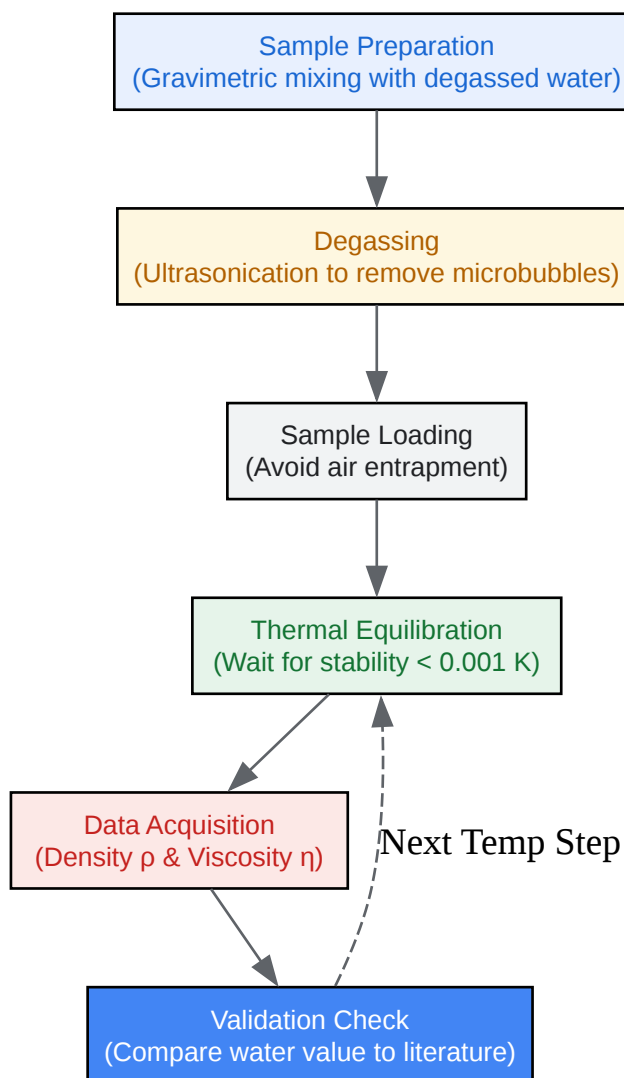 Sample Preparation
(Gravimetric mixing with degassed water)
Degassing
(Ultrasonication to remove microbubbles)
Sample Loading
(Avoid air entrapment)
Thermal Equilibration
(Wait for stability < 0.001 K)
Data Acquisition
(Density ρ & Viscosity η)
Next Temp Step
Validation Check
(Compare water value to literature)